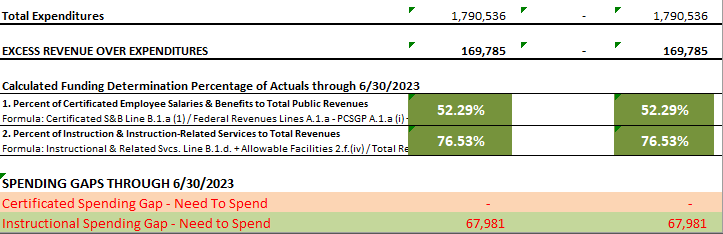 Total Expenditures 1,790,536 - 1,790,536
EXCESS REVENUE OVER EXPENDITURES 169,785 - 169,785
Calculated Funding Determination Percentage of Actuals through 6/30/2023
1. Percent of Certificated Employee Salaries & Benefits to Total Public Revenues 52.29% 52.29%
Formula: Certificated S&B Line B.1.a (1) / Federal Revenues Lines A.1.a - PCSGP A.1.a (i)
2. Percent of Instruction & Instruction-Related Services to Total Revenues 76.53% 76.53%
Formula: Instructional & Related Svcs. Line B.1.d. + Allowable Facilities 2.f.(iv) / Total Re
SPENDING GAPS THROUGH 6/30/2023
Certificated Spending Gap - Need To Spend - -
Instructional Spending Gap - Need to Spend 67,981 67,981